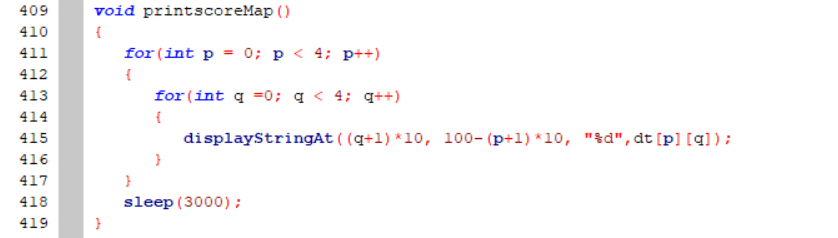 409 void printscoreMap()
410 {
411 for(int p = 0; p < 4; p++)
412 {
413 for(int q =0; q < 4; q++)
414 {
415 displayStringAt((q+1)*10, 100-(p+1)*10, "%d",dt[p][q]);
416 }
417 }
418 sleep(3000);
419 }